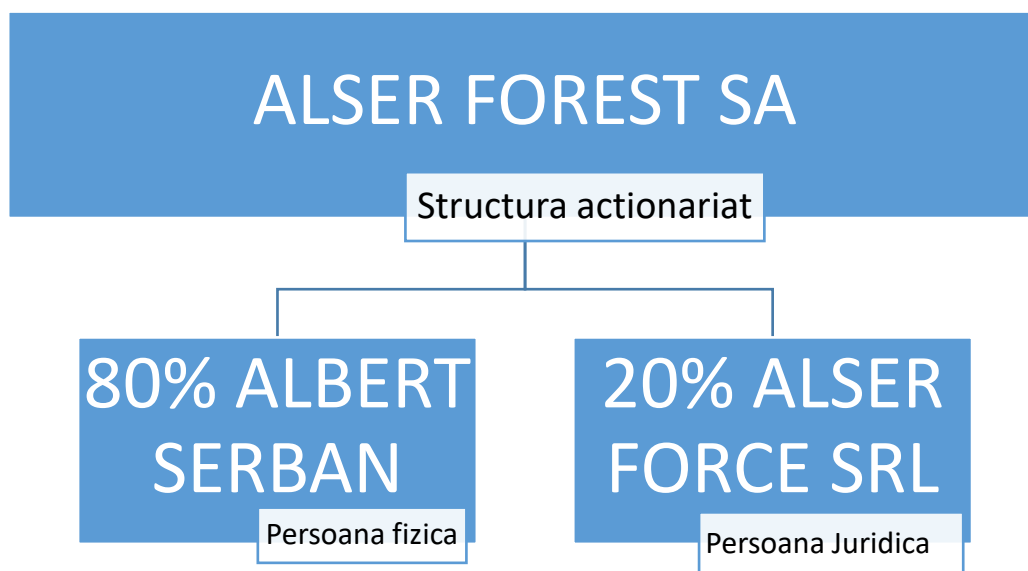 ALSER FOREST SA
Structura actionariat
80% ALBERT
SERBAN
Persoana fizica
20% ALSER
FORCE SRL
Persoana Juridica